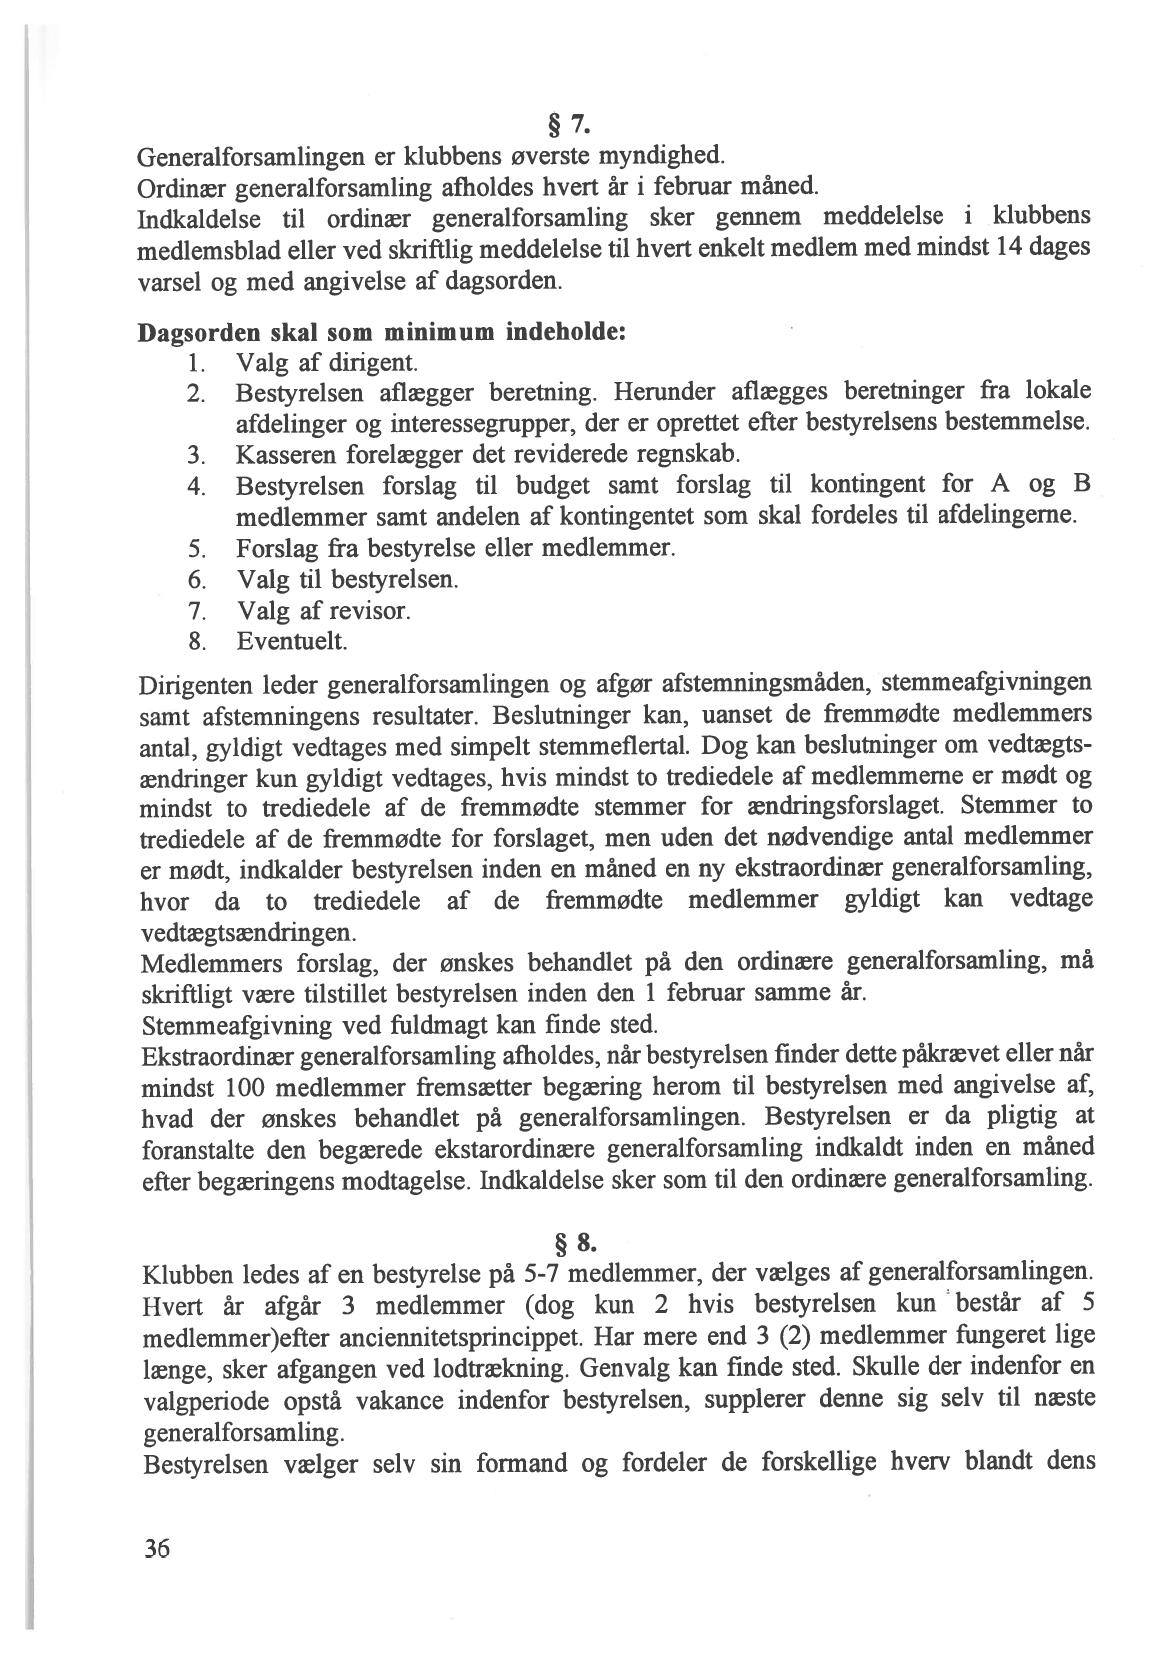 § 7.
Generalforsamlingen er klubbens øverste myndighed.
Ordinær generalforsamling afholdes hvert år i februar måned.
Indkaldelse til ordinær generalforsamling sker gennem meddelelse i klubbens
medlemsblad eller ved skriftlig meddelelse til hvert enkelt medlem med mindst 14 dages
varsel og med angivelse af dagsorden.
Dagsorden skal som minimum indeholde:
1. Valg af dirigent.
2. Bestyrelsen aflægger beretning. Herunder aflægges beretninger fra lokale
afdelinger og interessegrupper, der er oprettet efter bestyrelsens bestemmelse.
3. Kasseren forelægger det reviderede regnskab.
4. Bestyrelsen forslag til budget samt forslag til kontingent for A og B
medlemmer samt andelen af kontingentet som skal fordeles til afdelingerne.
5. Forslag fra bestyrelse eller medlemmer.
6. Valg til bestyrelsen.
7. Valg af revisor.
8. Eventuelt.
Dirigenten leder generalforsamlingen og afgør afstemningsmåden, stemmeafgivningen
samt afstemningens resultater. Beslutninger kan, uanset de fremmødte medlemmers
antal, gyldigt vedtages med simpelt stemmeflertal. Dog kan beslutninger om vedtægts-
ændringer kun gyldigt vedtages, hvis mindst to trediedele af medlemmerne er mødt og
mindst to trediedele af de fremmødte stemmer for ændringsforslaget. Stemmer to
trediedele af de fremmødte for forslaget, men uden det nødvendige antal medlemmer
er mødt, indkalder bestyrelsen inden en måned en ny ekstraordinær generalforsamling,
hvor da to trediedele af de fremmødte medlemmer gyldigt kan vedtage
vedtægtsændringen.
Medlemmers forslag, der ønskes behandlet på den ordinære generalforsamling, må
skriftligt være tilstillet bestyrelsen inden den 1 februar samme år.
Stemmeafgivning ved fuldmagt kan finde sted.
Ekstraordinær generalforsamling afholdes, når bestyrelsen finder dette påkrævet eller når
mindst 100 medlemmer fremsætter begæring herom til bestyrelsen med angivelse af,
hvad der ønskes behandlet på generalforsamlingen. Bestyrelsen er da pligtig at
foranstalte den begærede ekstarordinære generalforsamling indkaldt inden en måned
efter begæringens modtagelse. Indkaldelse sker som til den ordinære generalforsamling.
§ 8.
Klubben ledes af en bestyrelse på 5-7 medlemmer, der vælges af generalforsamlingen.
Hvert år afgår 3 medlemmer (dog kun 2 hvis bestyrelsen kun består af 5
medlemmer)efter anciennitetsprincippet. Har mere end 3 (2) medlemmer fungeret lige
længe, sker afgangen ved lodtrækning. Genvalg kan finde sted. Skulle der indenfor en
valgperiode opstå vakance indenfor bestyrelsen, supplerer denne sig selv til næste
generalforsamling.
Bestyrelsen vælger selv sin formand og fordeler de forskellige hverv blandt dens
36